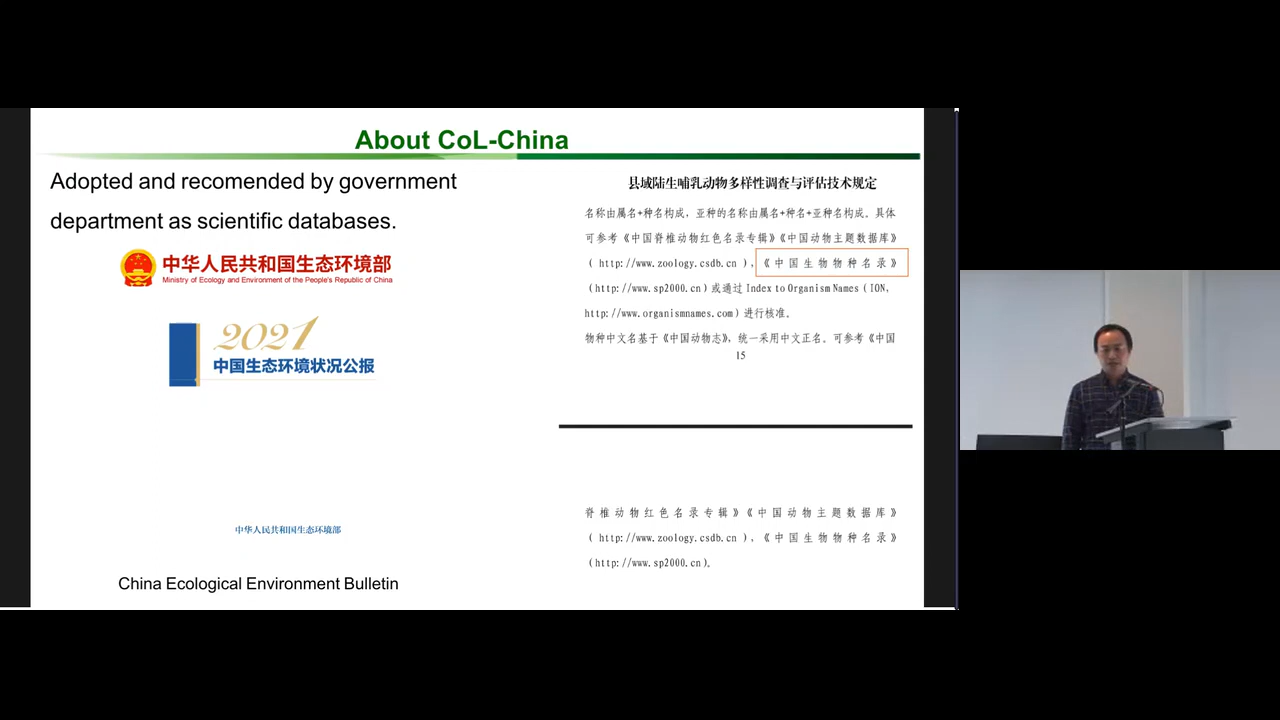 About CoL-China
Adopted and recomended by government
department as scientific databases.
中华人民共和国生态环境部
Ministry of Ecology and Environment of the People's Republic of China
2021
中国生态环境状况公报
中华人民共和国生态环境部
China Ecological Environment Bulletin
县域陆生哺乳动物多样性调查与评估技术规定
名称由属名+种名构成，亚种的名称由属名+种名+亚种名构成。具体
可参考《中国脊椎动物红色名录专辑》《中国动物主题数据库》
（http://www.zoology.csdb.cn），《中国生物物种名录》
（http://www.sp2000.cn）或通过 Index to Organism Names（ION，
http://www.organismnames.com）进行核准。
物种中文名基于《中国动物志》，统一采用中文正名。可参考《中国
15
脊椎动物红色名录专辑》《中国动物主题数据库》
（http://www.zoology.csdb.cn），《中国生物物种名录》
（http://www.sp2000.cn）。